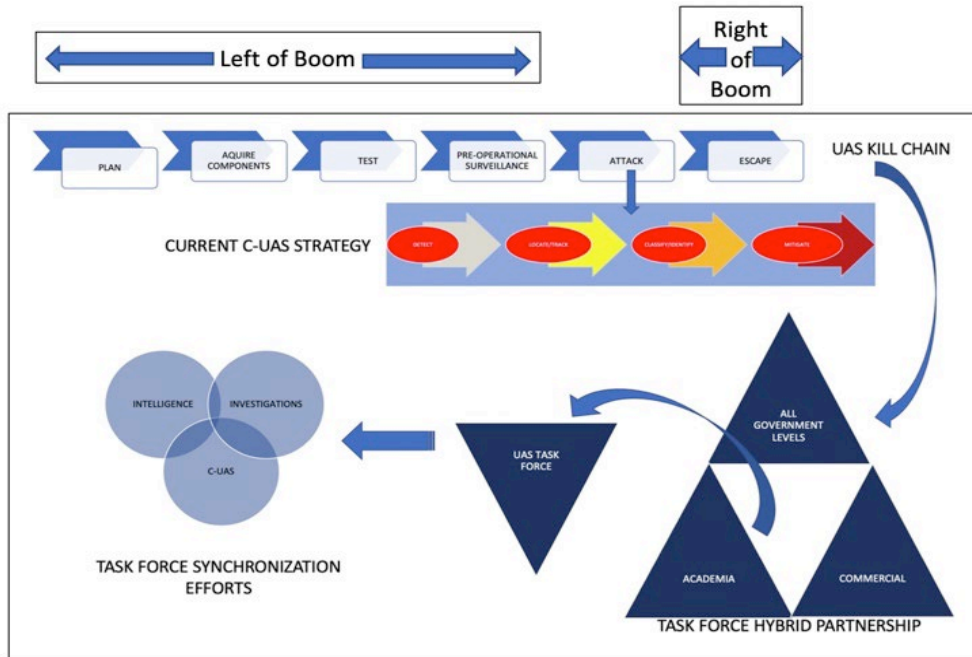 Left of Boom
Right
of
Boom
PLAN
AQUIRE
COMPONENTS
TEST
PRE-OPERATIONAL
SURVEILLANCE
ATTACK
ESCAPE
UAS KILL CHAIN
CURRENT C-UAS STRATEGY
DETECT
LOCATE/TRACK
CLASSIFY/IDENTIFY
MITIGATE
INTELLIGENCE
INVESTIGATIONS
C-UAS
TASK FORCE SYNCHRONIZATION
EFFORTS
UAS TASK
FORCE
ALL
GOVERNMENT
LEVELS
ACADEMIA
COMMERCIAL
TASK FORCE HYBRID PARTNERSHIP